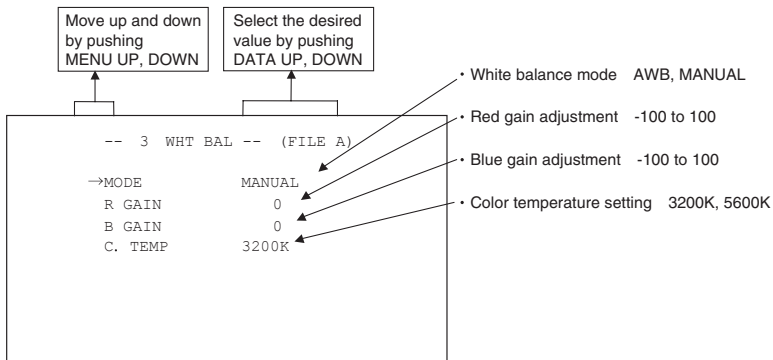 Move up and down
by pushing
MENU UP, DOWN
Select the desired
value by pushing
DATA UP, DOWN
• White balance mode AWB, MANUAL
• Red gain adjustment -100 to 100
• Blue gain adjustment -100 to 100
• Color temperature setting 3200K, 5600K
-- 3 WHT BAL -- (FILE A)
→MODE MANUAL
R GAIN 0
B GAIN 0
C. TEMP 3200K